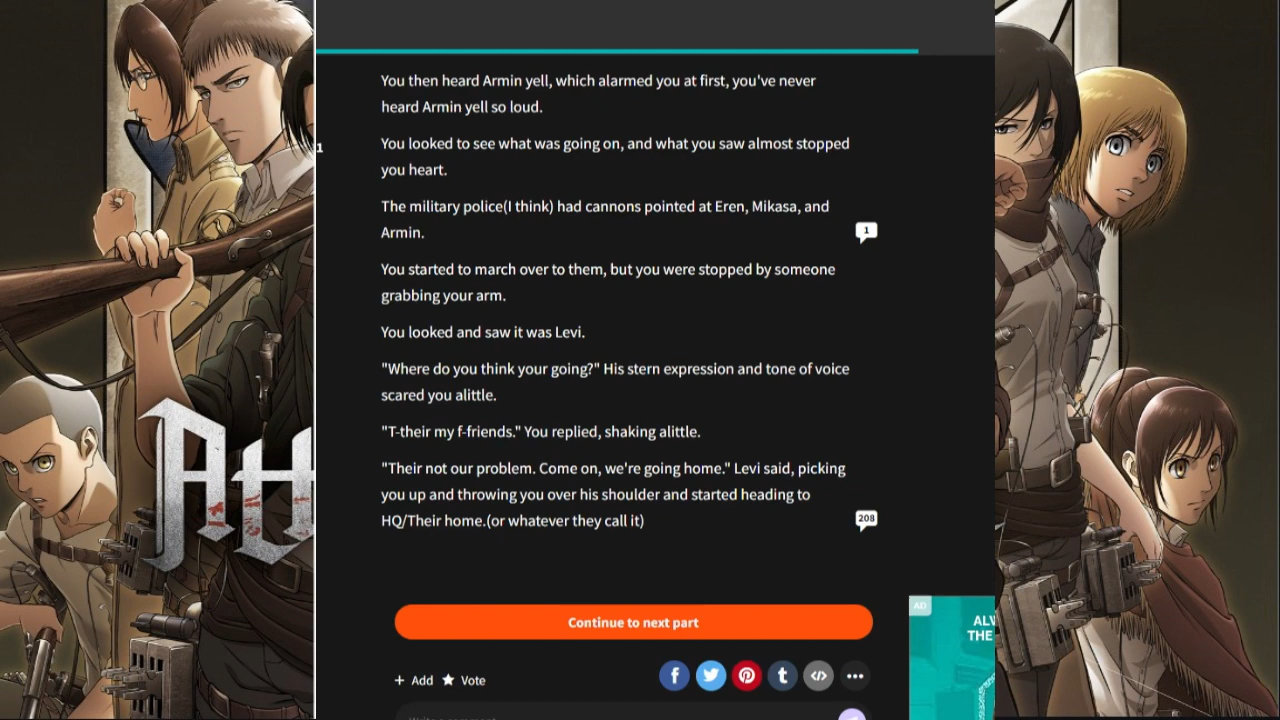 You then heard Armin yell, which alarmed you at first, you've never
heard Armin yell so loud.
1
You looked to see what was going on, and what you saw almost stopped
you heart.
The military police(I think) had cannons pointed at Eren, Mikasa, and
Armin.
1
You started to march over to them, but you were stopped by someone
grabbing your arm.
You looked and saw it was Levi.
"Where do you think your going?" His stern expression and tone of voice
scared you alittle.
"T-their my f-friends." You replied, shaking alittle.
"Their not our problem. Come on, we're going home." Levi said, picking
you up and throwing you over his shoulder and started heading to
HQ/Their home.(or whatever they call it)
208
Att
AD
AL
THE
Continue to next part
+ Add ★ Vote
Write a comment